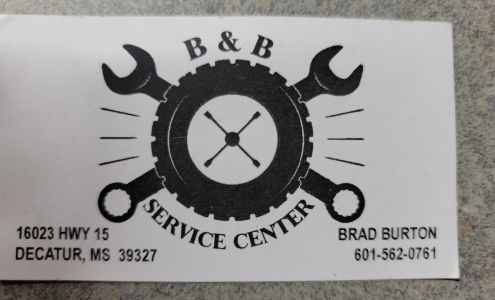 B & B
SERVICE CENTER
16023 HWY 15
DECATUR, MS 39327
BRAD BURTON
601-562-0761